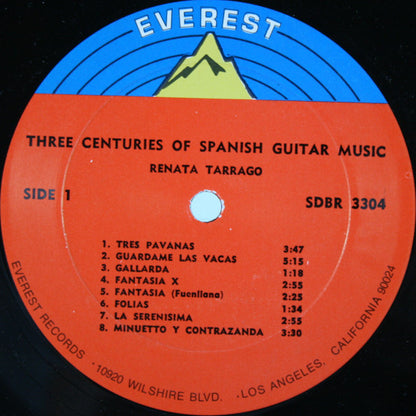 EVEREST
THREE CENTURIES OF SPANISH GUITAR MUSIC
RENATA TARRAGO
SIDE 1
SDBR 3304
1. TRES PAVANAS 3:47
2. GUARDAME LAS VACAS 5:15
3. GALLARDA 1:18
4. FANTASIA X 2:55
5. FANTASIA (Fuenllana) 2:25
6. FOLIAS 1:34
7. LA SERENISIMA 2:55
8. MINUETTO Y CONTRAZANDA 3:30
EVEREST RECORDS · 10920 WILSHIRE BLVD. · LOS ANGELES, CALIFORNIA 90024